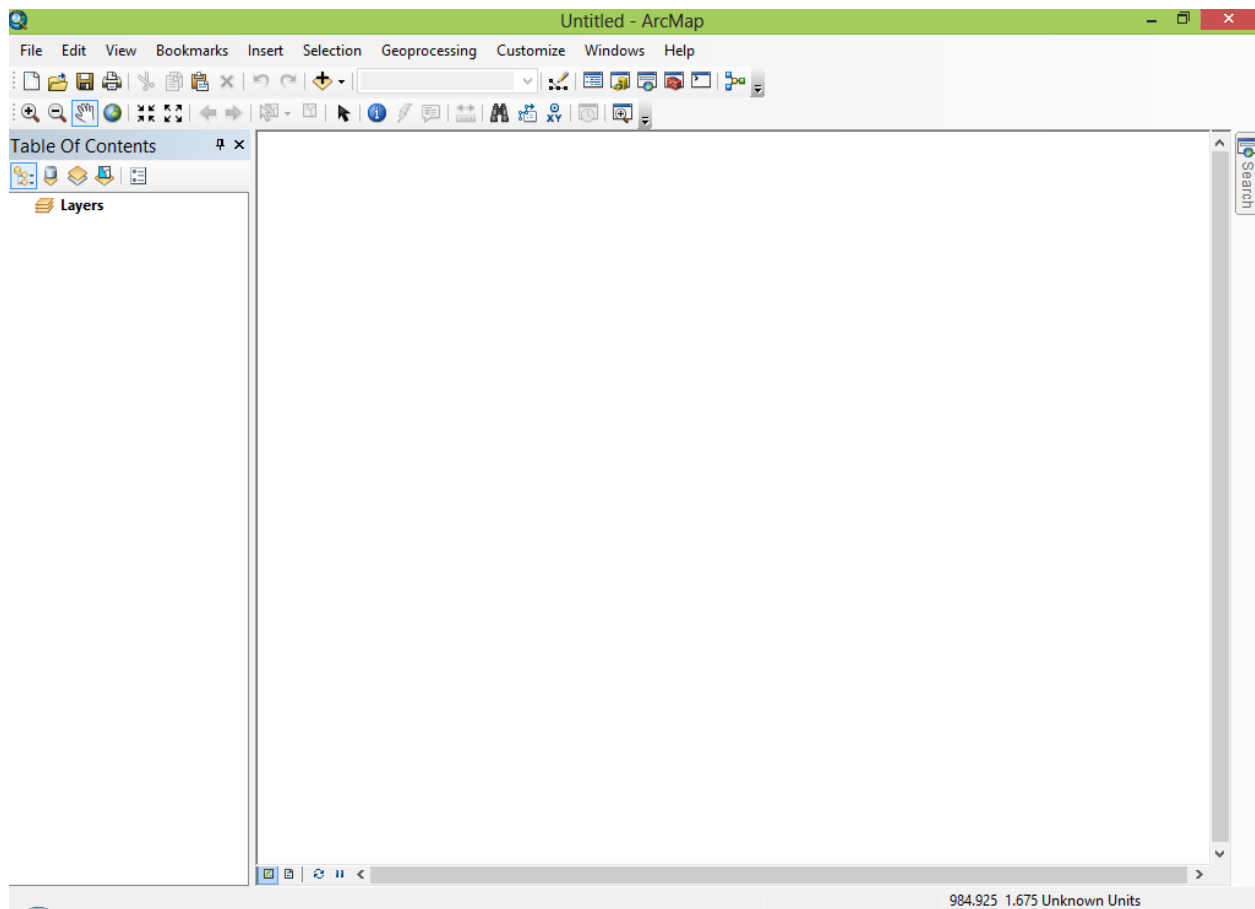 Untitled - ArcMap
File Edit View Bookmarks Insert Selection Geoprocessing Customize Windows Help
XY
Table Of Contents
Search
Layers
984.925 1.675 Unknown Units